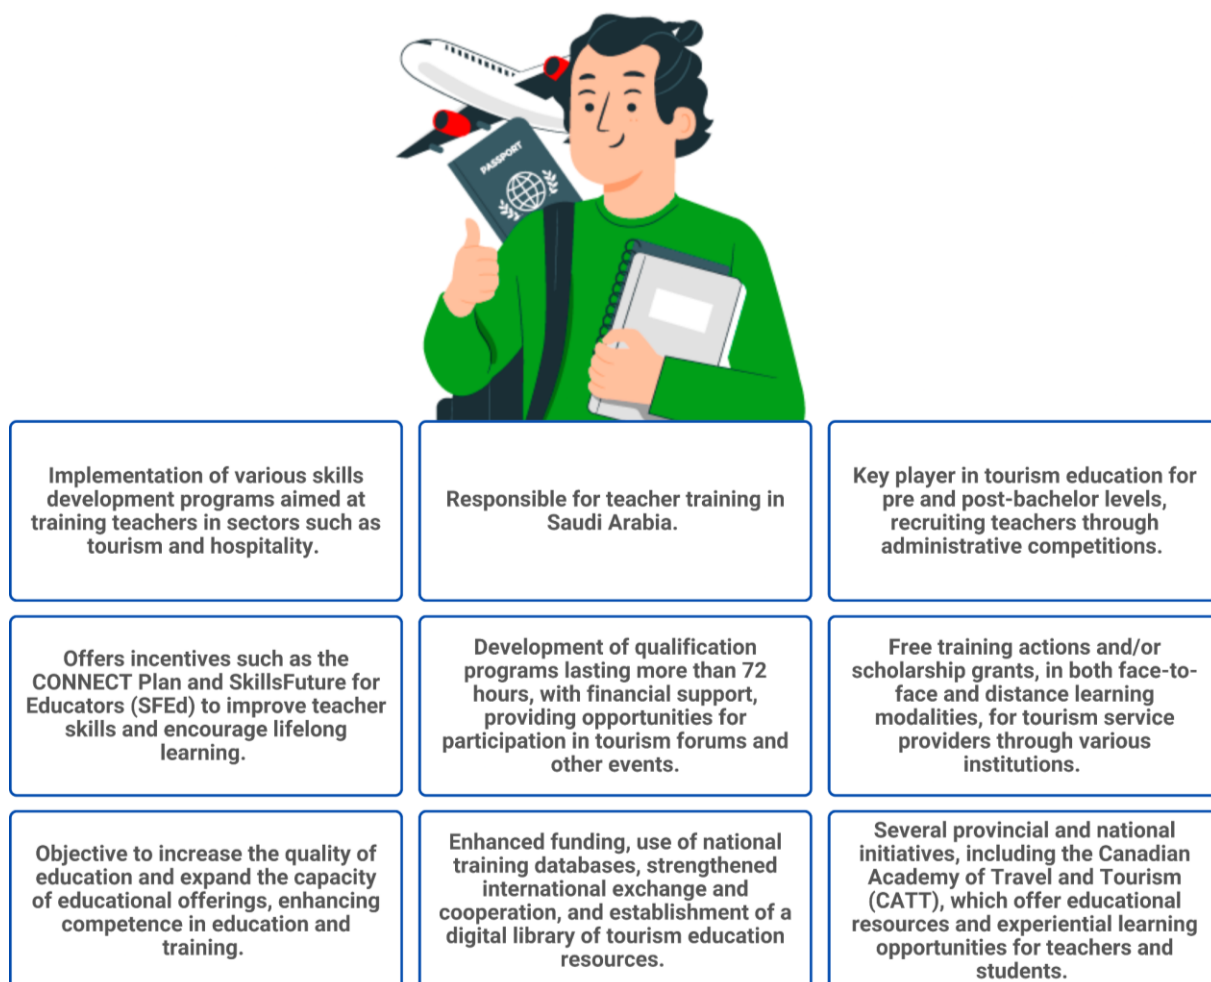 PASSPORT
Implementation of various skills
development programs aimed at
training teachers in sectors such as
tourism and hospitality.
Responsible for teacher training in
Saudi Arabia.
Key player in tourism education for
pre and post-bachelor levels,
recruiting teachers through
administrative competitions.
Offers incentives such as the
CONNECT Plan and SkillsFuture for
Educators (SFEd) to improve teacher
skills and encourage lifelong
learning.
Development of qualification
programs lasting more than 72
hours, with financial support,
providing opportunities for
participation in tourism forums and
other events.
Free training actions and/or
scholarship grants, in both face-to-
face and distance learning
modalities, for tourism service
providers through various
institutions.
Objective to increase the quality of
education and expand the capacity
of educational offerings, enhancing
competence in education and
training.
Enhanced funding, use of national
training databases, strengthened
international exchange and
cooperation, and establishment of a
digital library of tourism education
resources.
Several provincial and national
initiatives, including the Canadian
Academy of Travel and Tourism
(CATT), which offer educational
resources and experiential learning
opportunities for teachers and
students.